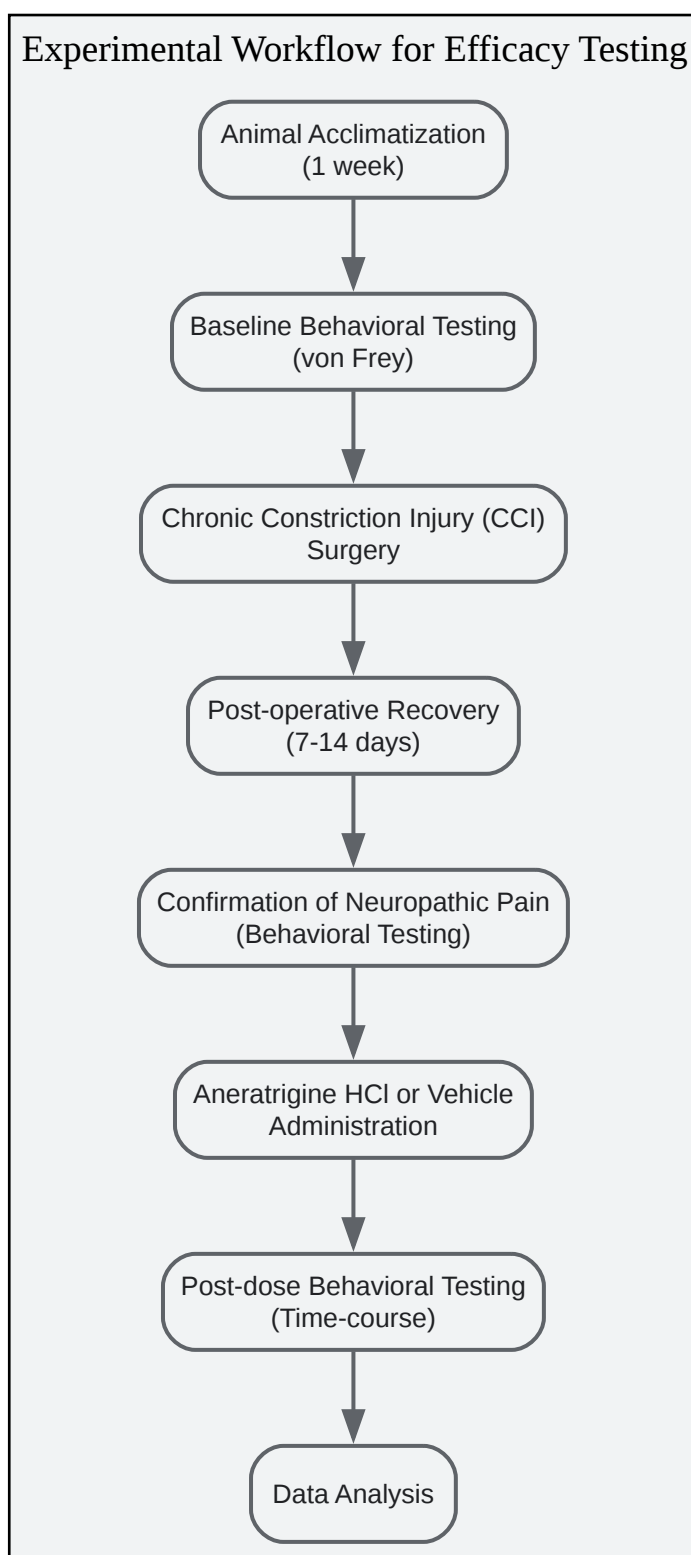 Experimental Workflow for Efficacy Testing
Animal Acclimatization
(1 week)
Baseline Behavioral Testing
(von Frey)
Chronic Constriction Injury (CCI)
Surgery
Post-operative Recovery
(7-14 days)
Confirmation of Neuropathic Pain
(Behavioral Testing)
Aneratrigine HCl or Vehicle
Administration
Post-dose Behavioral Testing
(Time-course)
Data Analysis